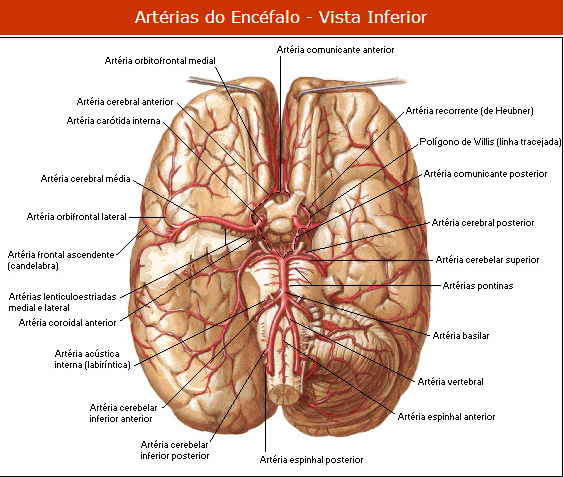 Artérias do Encéfalo - Vista Inferior
Artéria comunicante anterior
Artéria orbitofrontal medial
Artéria cerebral anterior
Artéria carótida interna
Artéria cerebral média
Artéria orbifrontal lateral
Artéria frontal ascendente
(candelabra)
Artérias lenticuloestriadas
medial e lateral
Artéria coroidal anterior
Artéria acústica
interna (labiríntica)
Artéria cerebelar
inferior anterior
Artéria cerebelar
inferior posterior
Artéria espinhal posterior
Artéria recorrente (de Heubner)
Polígono de Willis (linha tracejada)
Artéria comunicante posterior
Artéria cerebral posterior
Artéria cerebelar superior
Artérias pontinas
Artéria basilar
Artéria vertebral
Artéria espinhal anterior